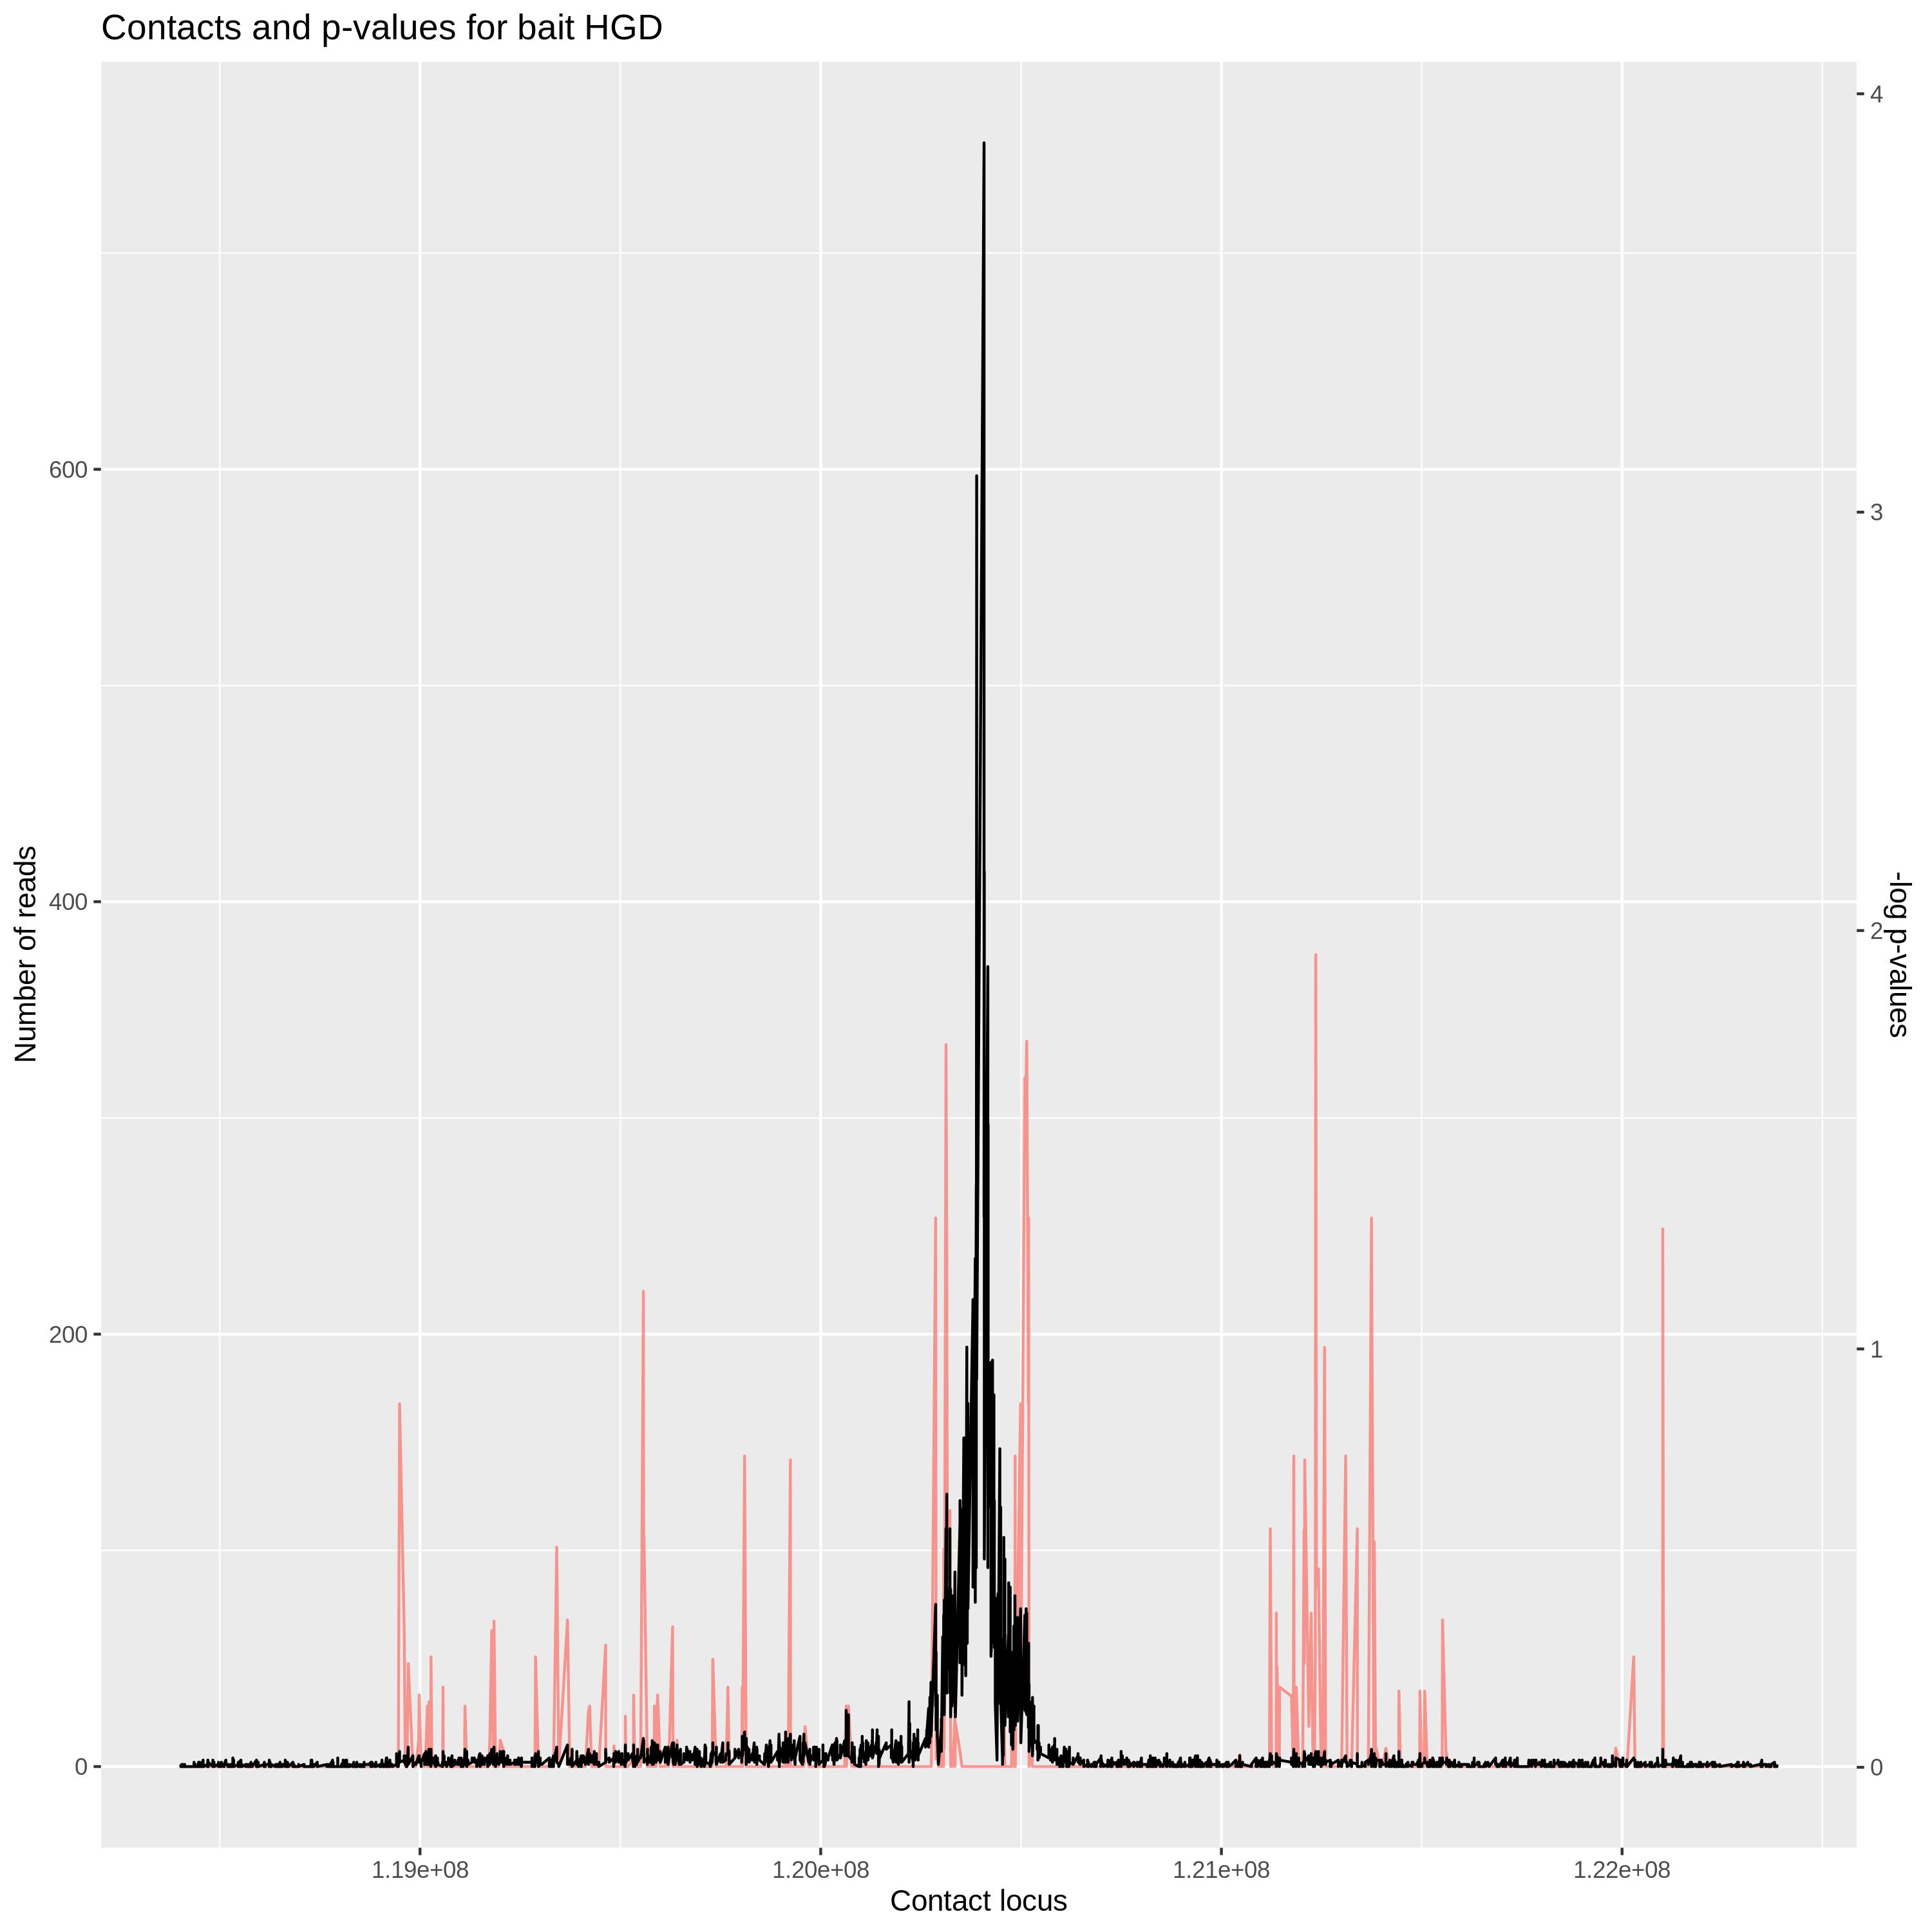 Contacts and p-values for bait HGD
4
600
3
400
2
Number of reads
-log p-values
200
1
0
0
1.19e+08
1.20e+08
1.21e+08
1.22e+08
Contact locus